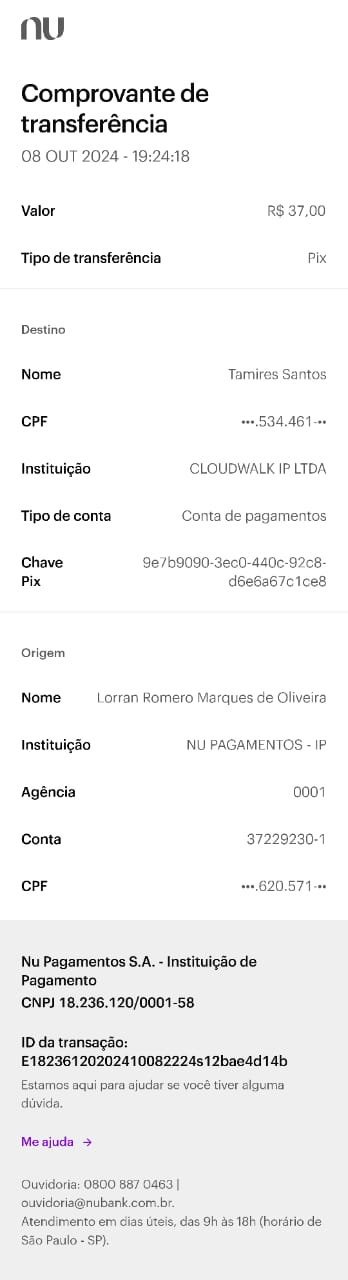 nu
Comprovante de
transferência
08 OUT 2024 - 19:24:18
Valor R$ 37,00
Tipo de transferência Pix
Destino
Nome Tamires Santos
CPF •••.534.461-••
Instituição CLOUDWALK IP LTDA
Tipo de conta Conta de pagamentos
Chave 9e7b9090-3ec0-440c-92c8-
Pix d6e6a67c1ce8
Origem
Nome Lorran Romero Marques de Oliveira
Instituição NU PAGAMENTOS - IP
Agência 0001
Conta 37229230-1
CPF •••.620.571-••
Nu Pagamentos S.A. - Instituição de
Pagamento
CNPJ 18.236.120/0001-58
ID da transação:
E18236120202410082224s12bae4d14b
Estamos aqui para ajudar se você tiver alguma
dúvida.
Me ajuda →
Ouvidoria: 0800 887 0463 |
ouvidoria@nubank.com.br.
Atendimento em dias úteis, das 9h às 18h (horário de
São Paulo - SP).